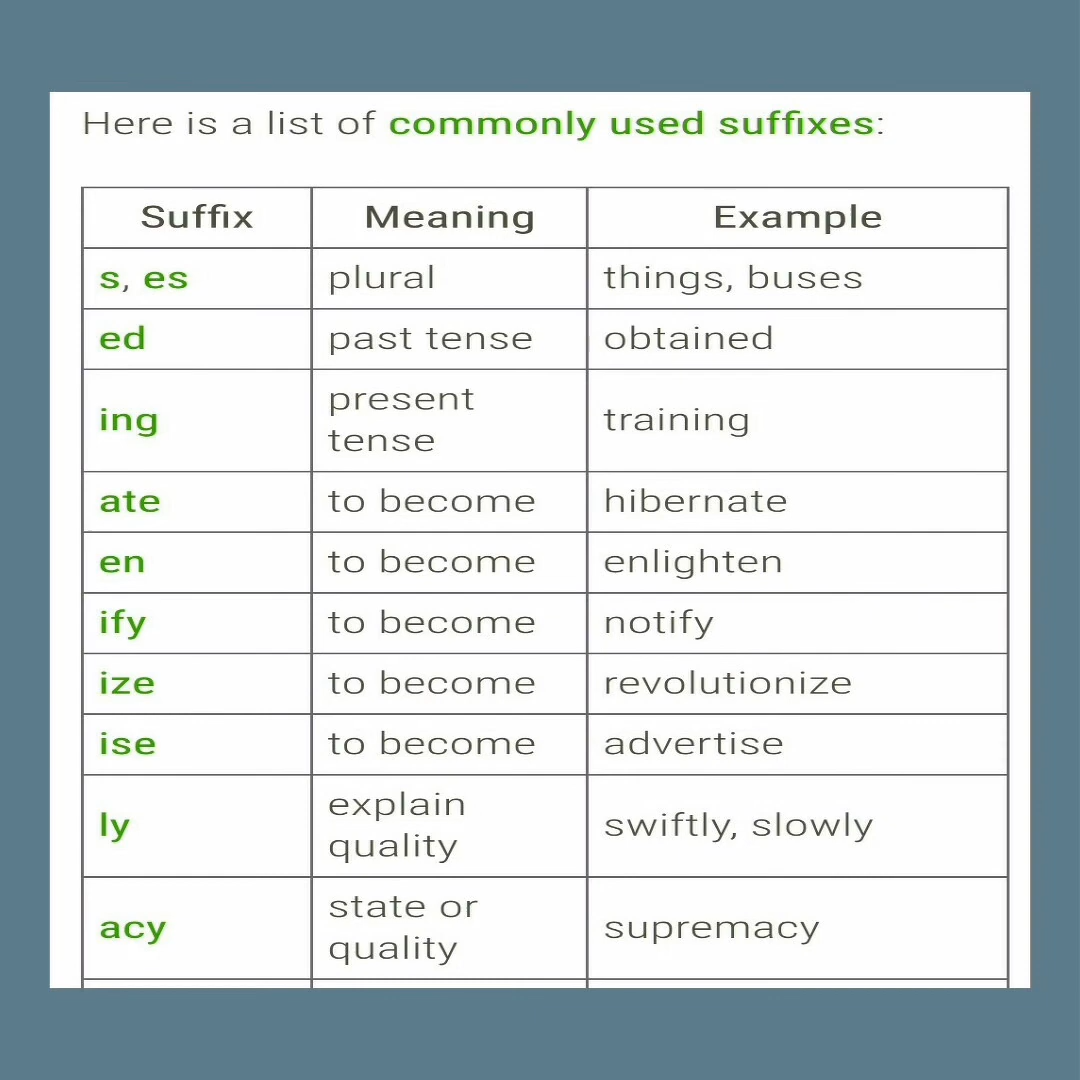 Here is a list of commonly used suffixes:
Suffix Meaning Example
s, es plural things, buses
ed past tense obtained
ing present tense training
ate to become hibernate
en to become enlighten
ify to become notify
ize to become revolutionize
ise to become advertise
ly explain quality swiftly, slowly
acy state or quality supremacy